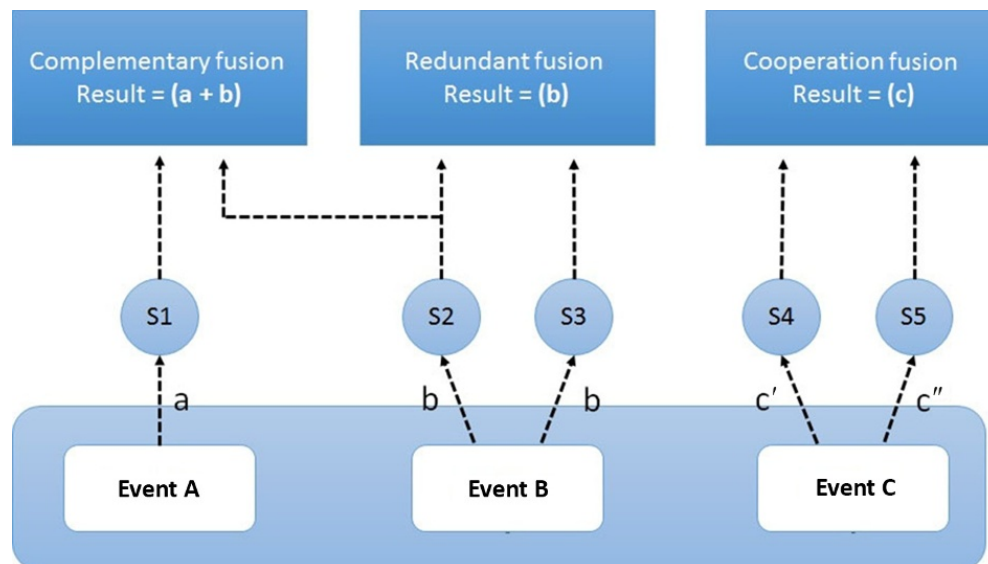 Complementary fusion
Result = (a + b)
Redundant fusion
Result = (b)
Cooperation fusion
Result = (c)
S1
S2
S3
S4
S5
a
b
b
c′
c″
Event A
Event B
Event C